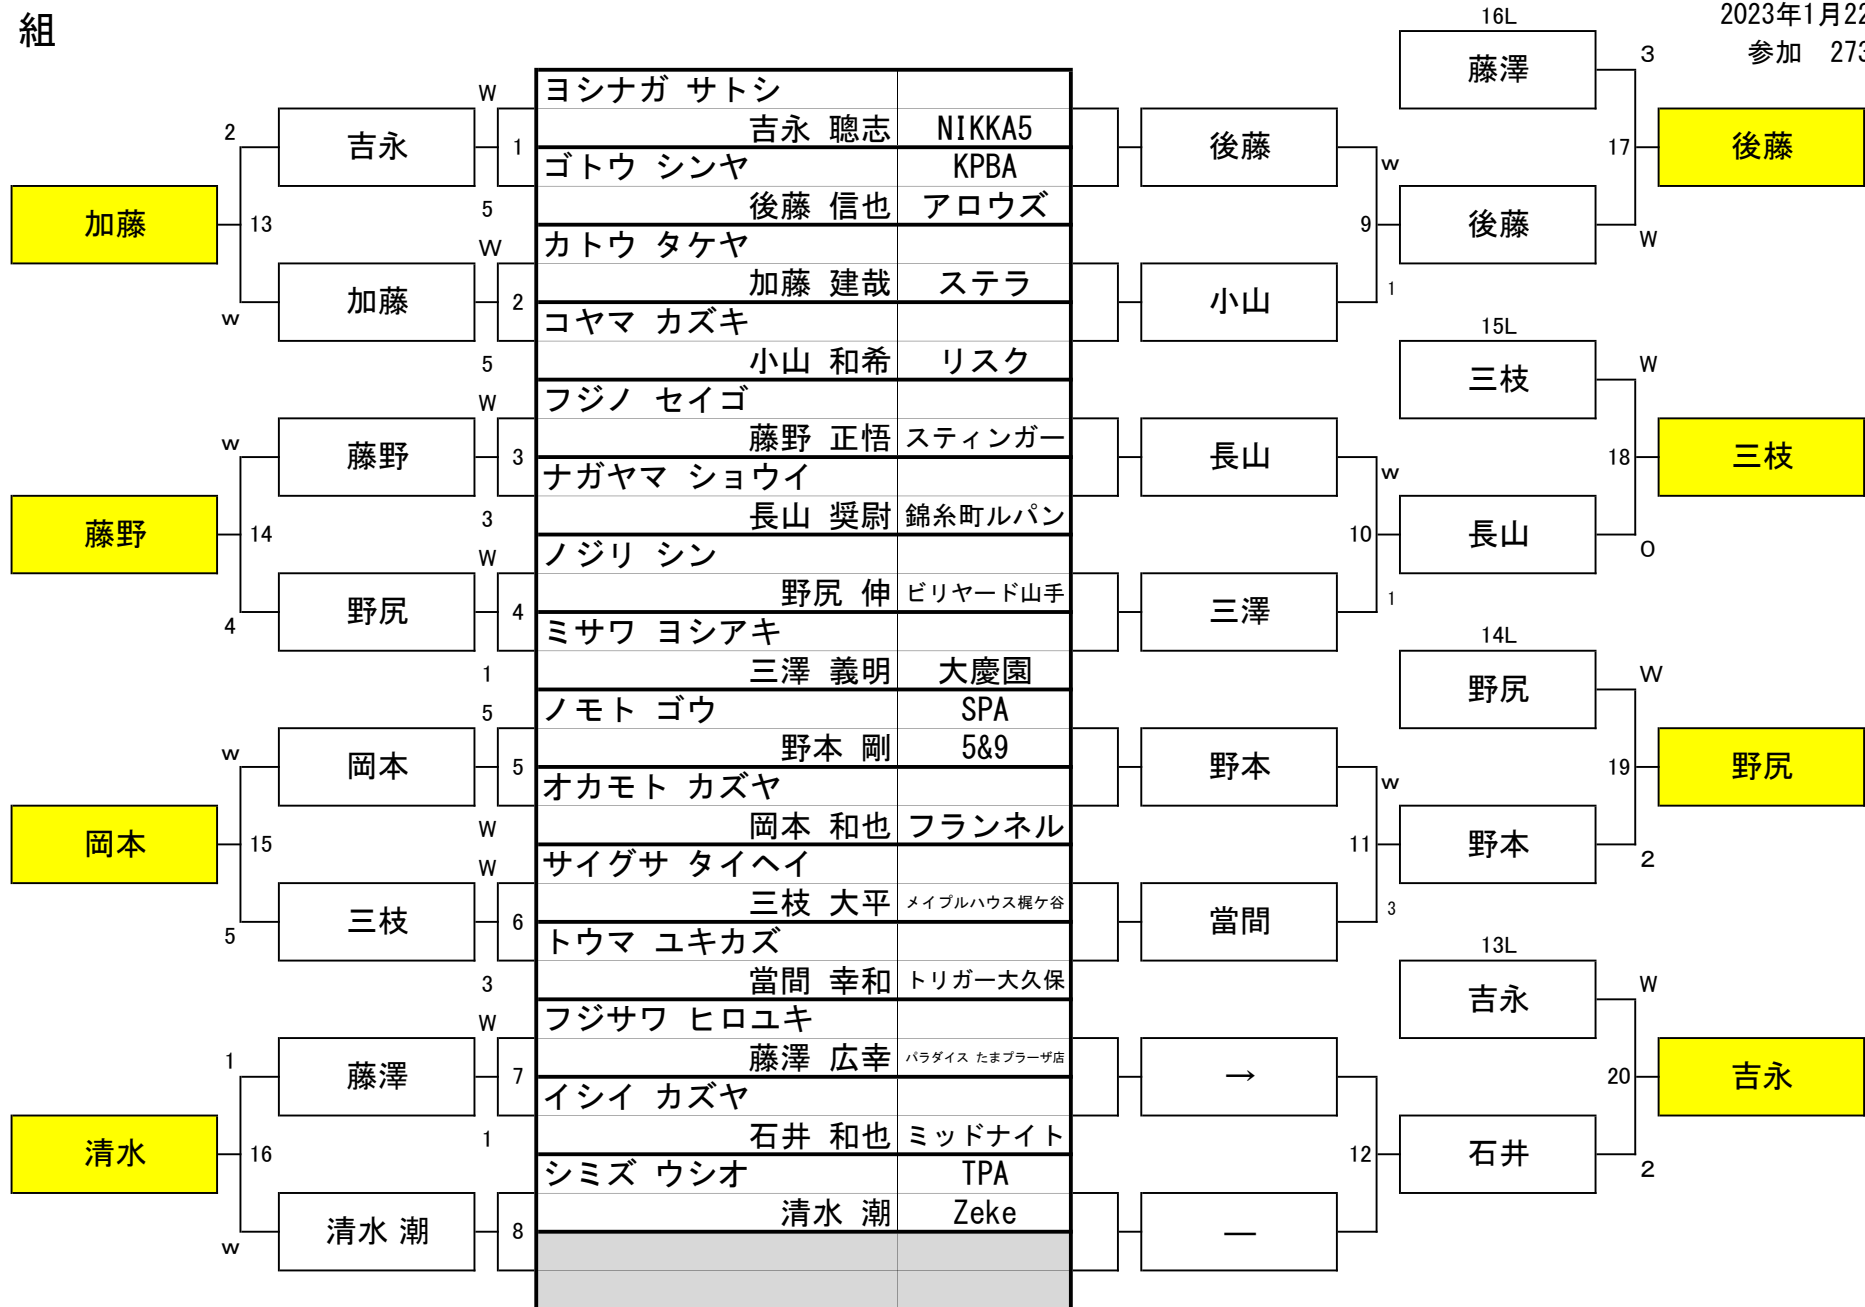 組
2023年1月22
参加 273
16L
藤澤
3
17
後藤
W
ヨシナガ サトシ
2
吉永
1
吉永 聰志 NIKKA5
後藤
ゴトウ シンヤ KPBA
w
加藤
13
5
後藤 信也 アロウズ
9
後藤
W
W
カトウ タケヤ
加藤
2
加藤 建哉 ステラ
小山
1
w
コヤマ カズキ
15L
5
小山 和希 リスク
三枝
W
W
フジノ セイゴ
w
藤野
3
藤野 正悟 スティンガー
長山
18
三枝
ナガヤマ ショウイ
w
藤野
14
3
長山 奨尉 錦糸町ルパン
10
長山
0
W
ノジリ シン
野尻
4
野尻 伸 ビリヤード山手
三澤
1
4
ミサワ ヨシアキ
14L
1
三澤 義明 大慶園
野尻
W
5
ノモト ゴウ SPA
w
岡本
5
野本 剛 5&9
野本
19
野尻
オカモト カズヤ
w
岡本
15
W
岡本 和也 フランネル
11
野本
2
W
サイグサ タイヘイ
三枝
6
三枝 大平 メイプルハウス梶ケ谷
當間
3
5
トウマ ユキカズ
13L
3
當間 幸和 トリガー大久保
吉永
W
W
フジサワ ヒロユキ
1
藤澤
7
藤澤 広幸 パラダイス たまプラーザ店
→
20
吉永
イシイ カズヤ
清水
16
1
石井 和也 ミッドナイト
12
石井
2
シミズ ウシオ TPA
清水 潮
8
清水 潮 Zeke
―
w